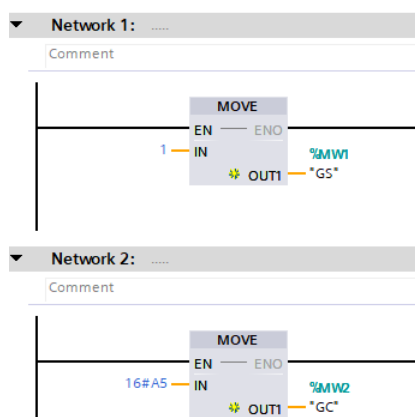 Network 1: .....
Comment
MOVE
EN ENO
1 IN
%MW1
OUT1 "GS"
Network 2: .....
Comment
MOVE
EN ENO
16#A5 IN
%MW2
OUT1 "GC"